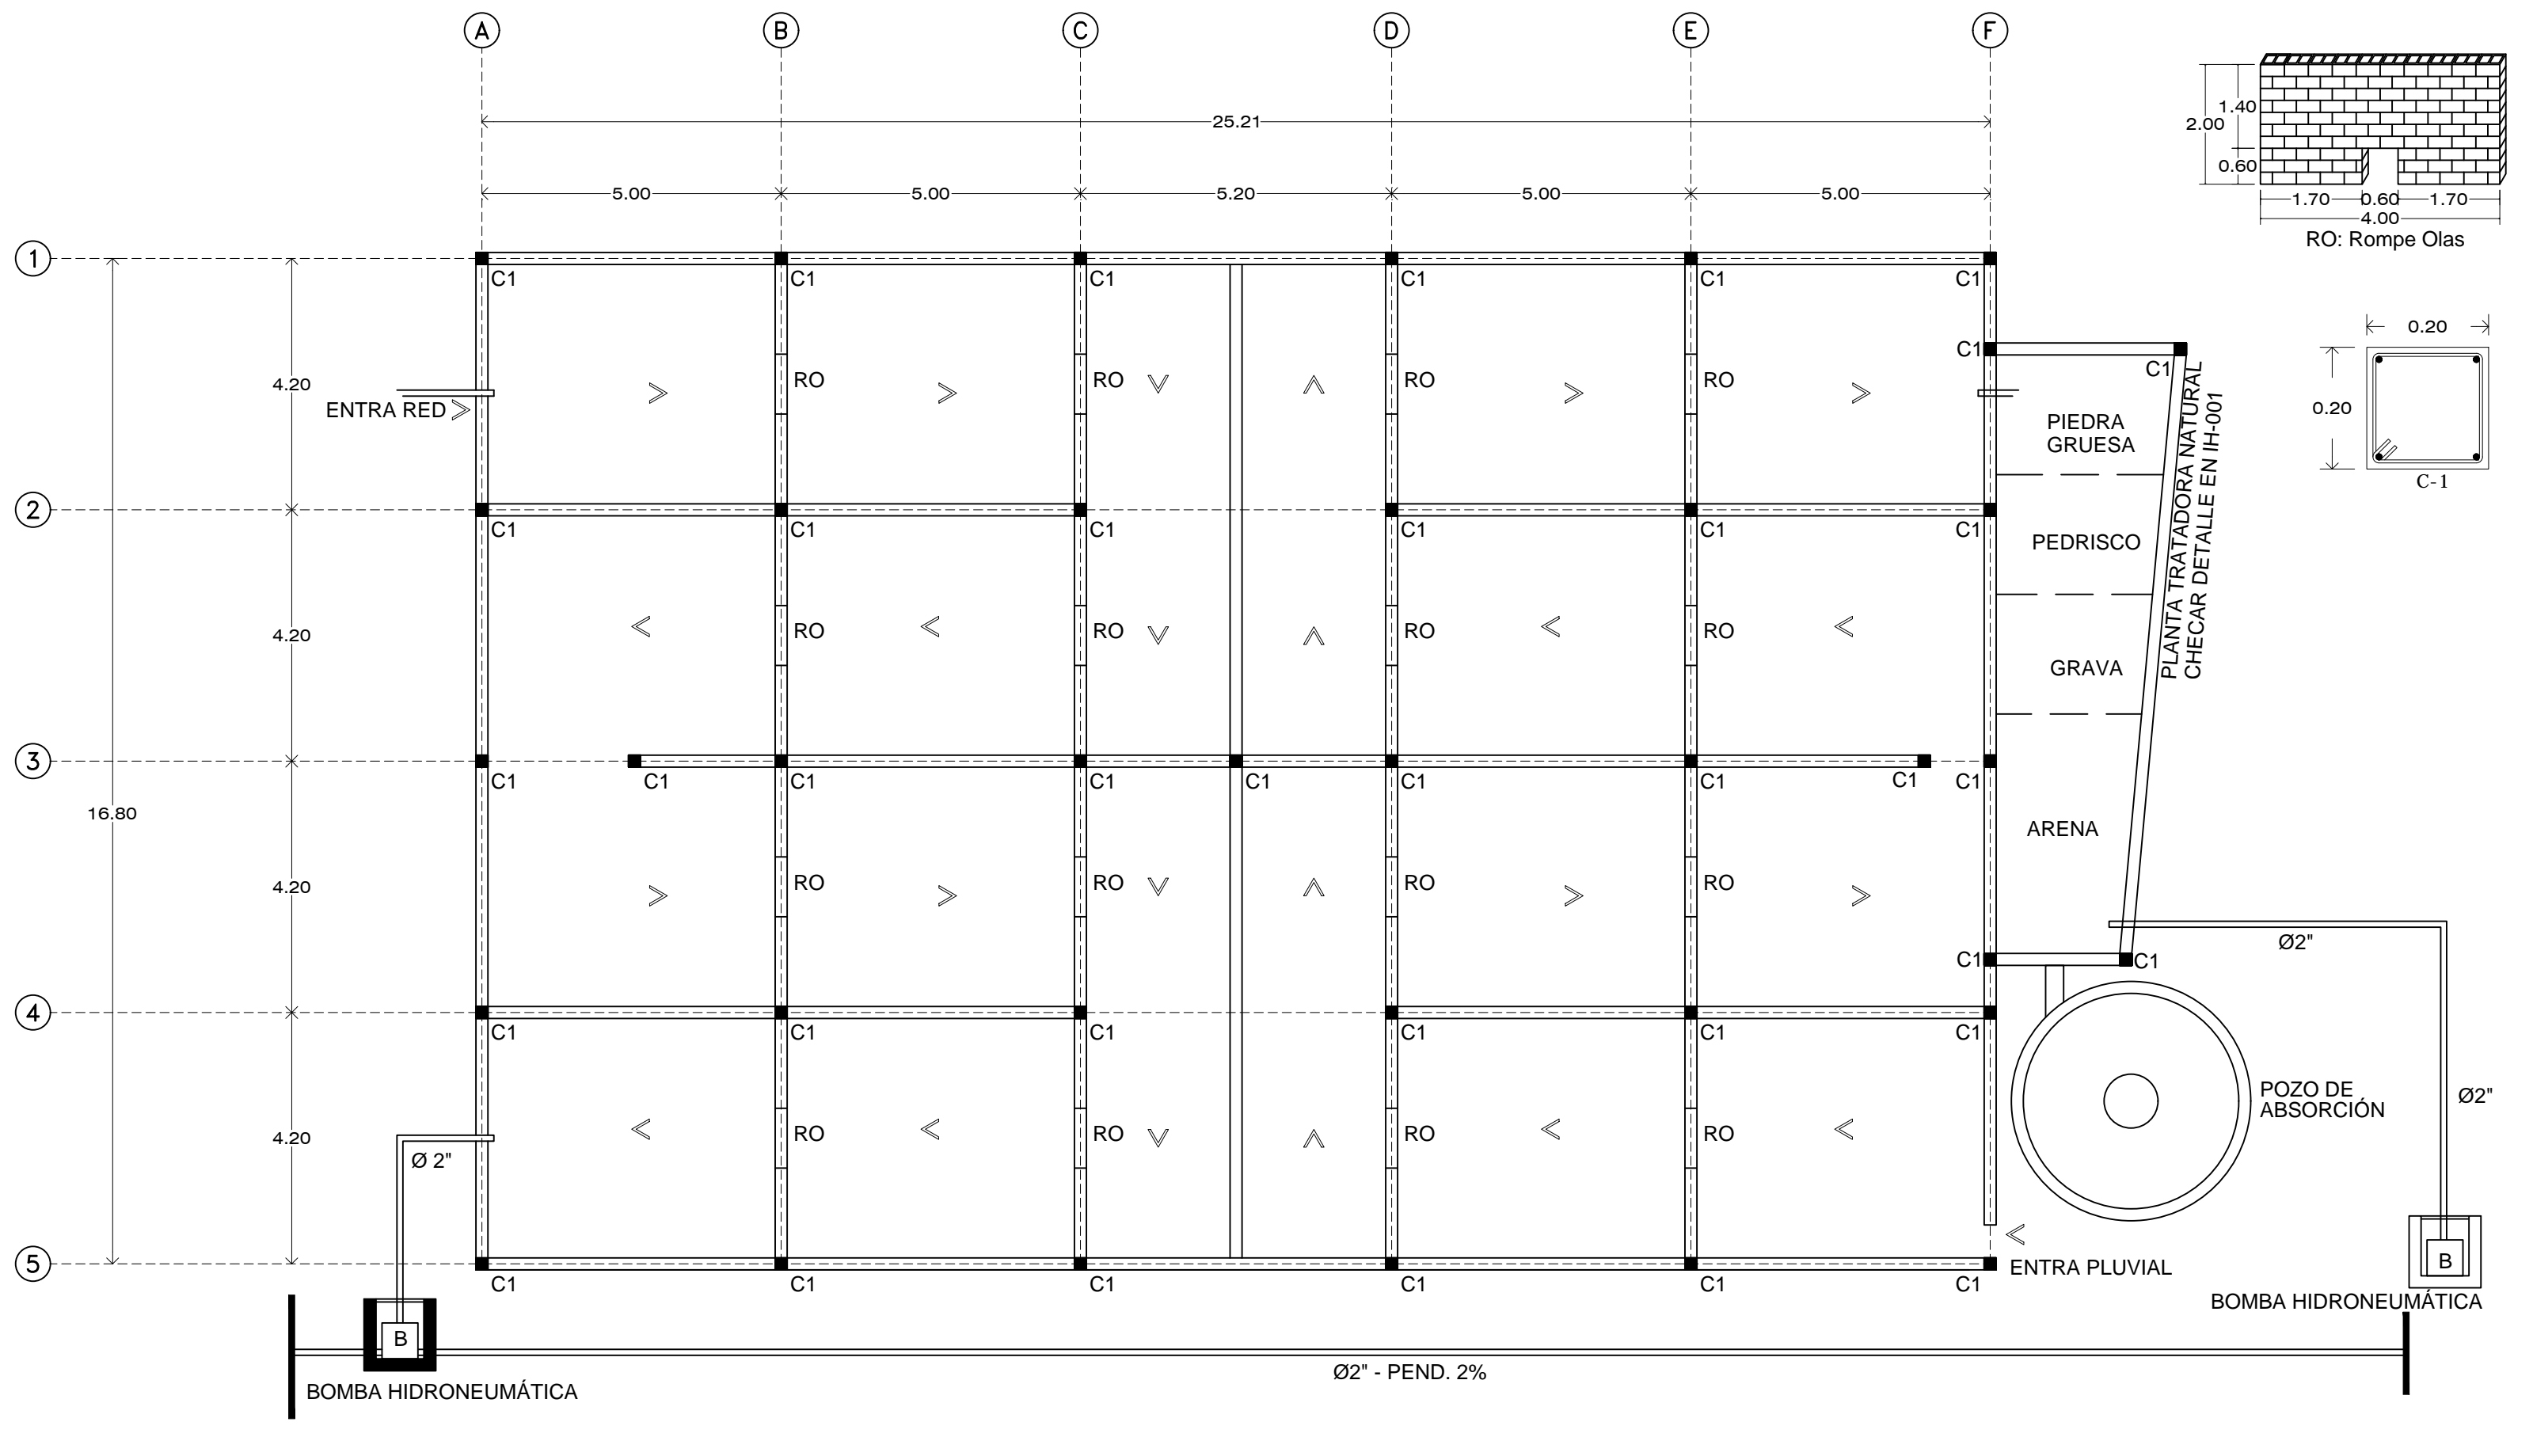 A B C D E F
25.21
5.00 5.00 5.20 5.00 5.00
1.40
2.00
0.60
1.70 0.60 1.70
4.00
RO: Rompe Olas
1
C1 C1 C1 C1 C1 C1
0.20
C1
C1
4.20
RO RO RO RO
0.20
ENTRA RED
PIEDRA
GRUESA
PLANTA TRATADORA NATURAL
CHECAR DETALLE EN IH-001
C-1
2
C1 C1 C1 C1 C1 C1
PEDRISCO
4.20
RO RO RO RO
GRAVA
3
C1 C1 C1 C1 C1 C1 C1 C1 C1
16.80
ARENA
4.20
RO RO RO RO
Ø2"
C1 C1
4
C1 C1 C1 C1 C1 C1
POZO DE
ABSORCIÓN
Ø2"
4.20
RO RO RO RO
Ø 2"
5
C1 C1 C1 C1 C1 C1
ENTRA PLUVIAL
B
BOMBA HIDRONEUMÁTICA
B
Ø2" - PEND. 2%
BOMBA HIDRONEUMÁTICA